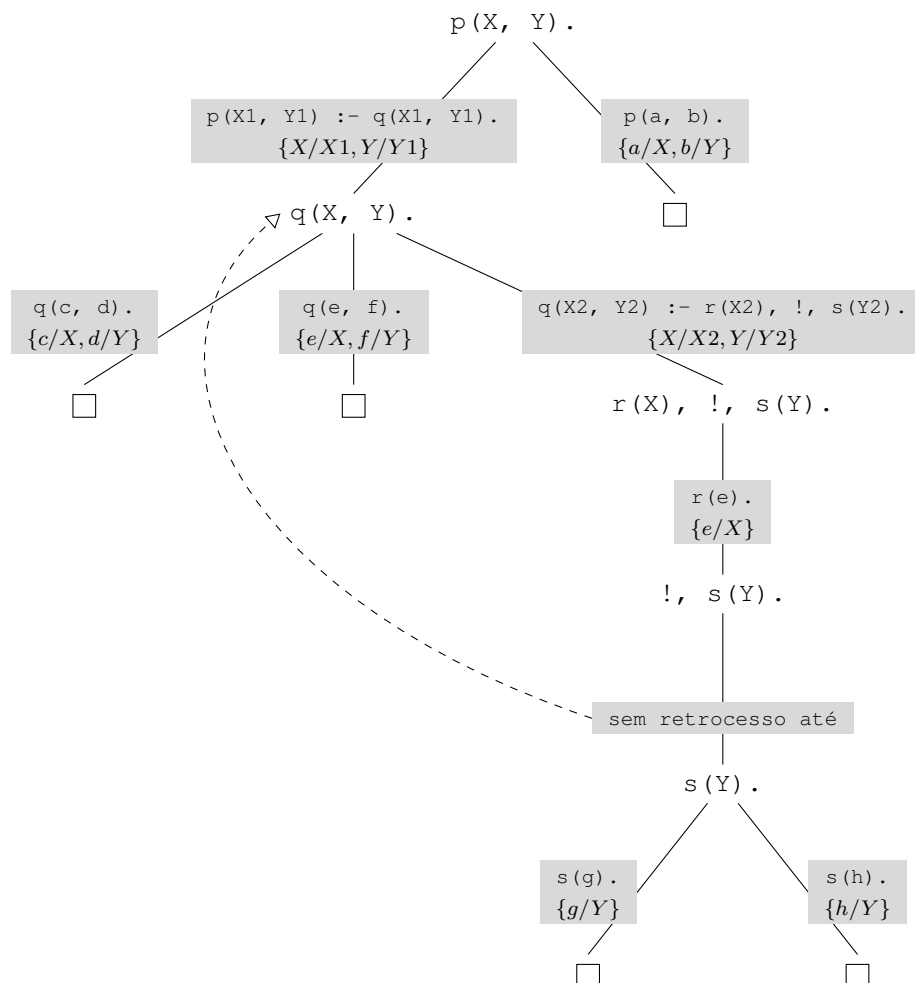 p(X, Y).
p(X1, Y1) :- q(X1, Y1).
{X/X1, Y/Y1}
p(a, b).
{a/X, b/Y}
q(X, Y).
q(c, d).
{c/X, d/Y}
q(e, f).
{e/X, f/Y}
q(X2, Y2) :- r(X2), !, s(Y2).
{X/X2, Y/Y2}
r(X), !, s(Y).
r(e).
{e/X}
!, s(Y).
sem retrocesso até
s(Y).
s(g).
{g/Y}
s(h).
{h/Y}